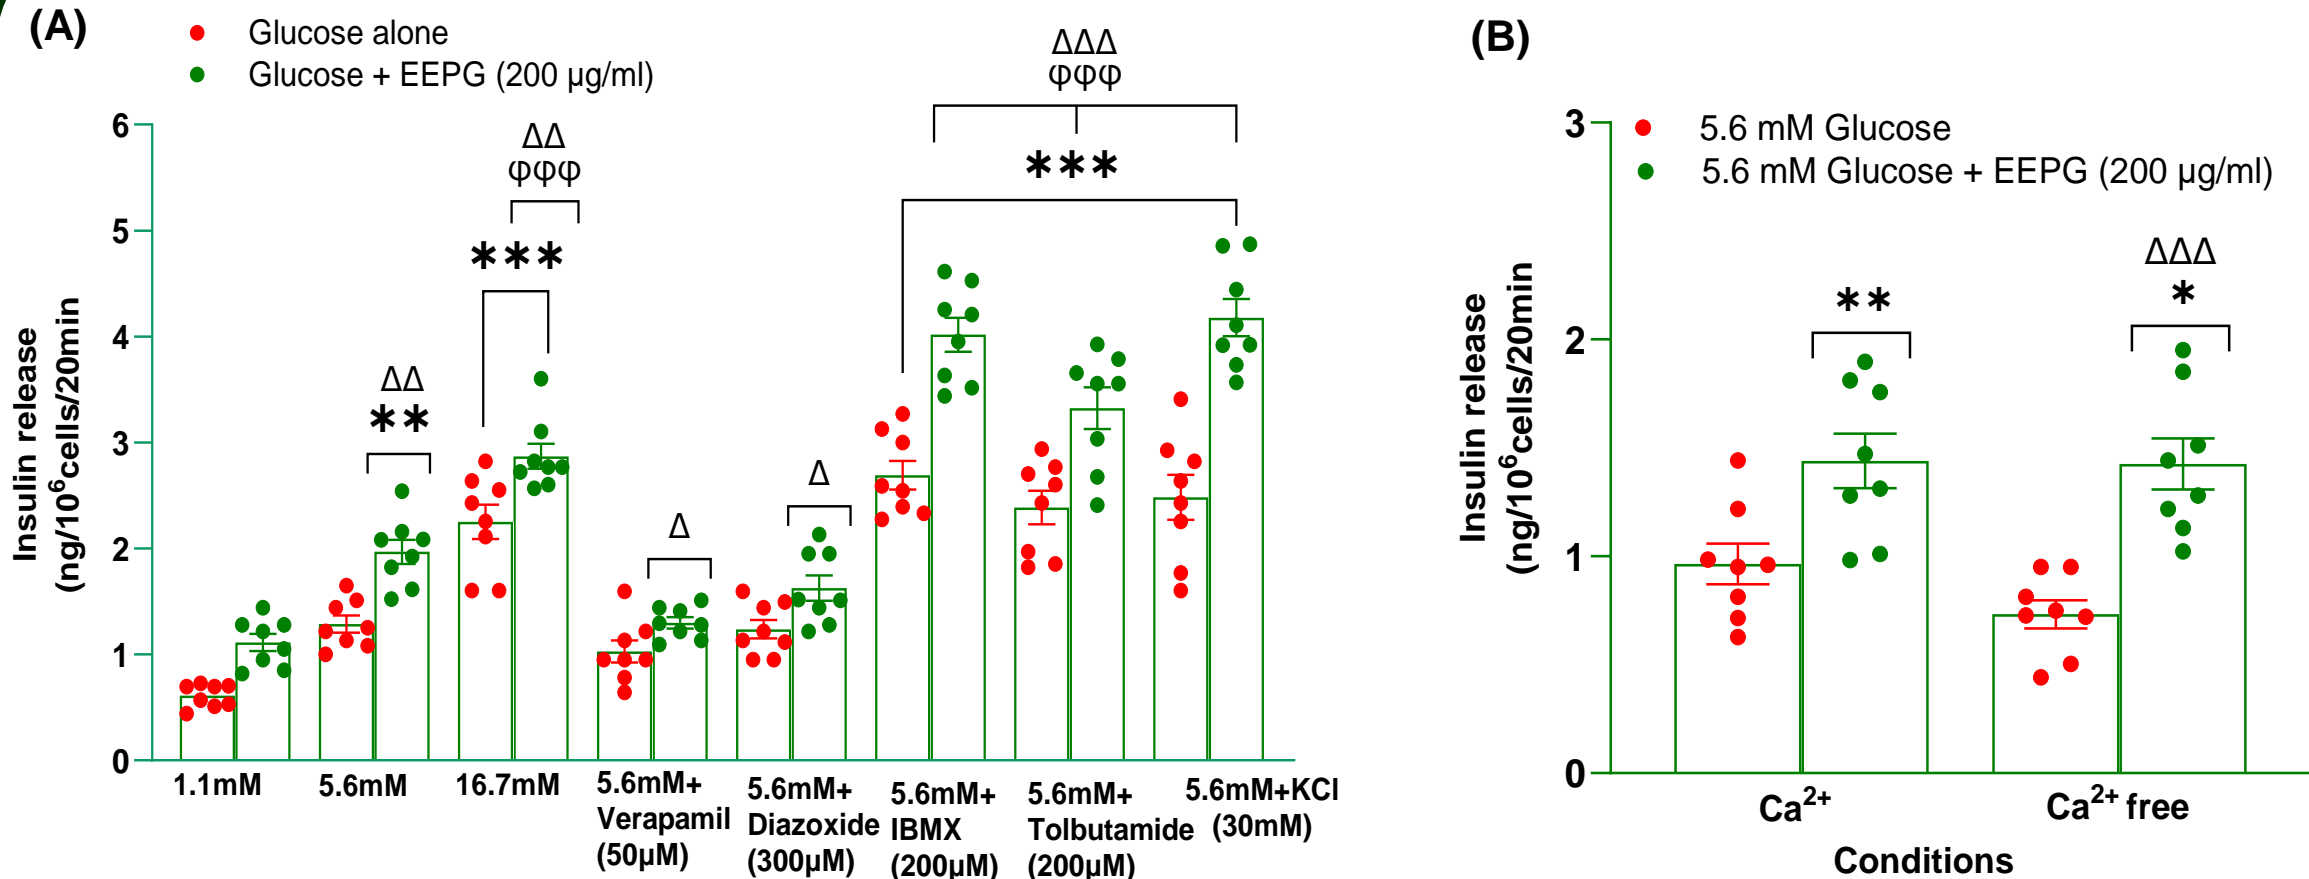 (A)
Glucose alone
Glucose + EEPG (200 µg/ml)
Insulin release
(ng/10⁶cells/20min
6
5
4
3
2
1
0
ΔΔ
∗∗
ΔΔ
φφφ
∗∗∗
Δ
Δ
ΔΔΔ
φφφ
∗∗∗
1.1mM
5.6mM
16.7mM
5.6mM+
Verapamil
(50µM)
5.6mM+
Diazoxide
(300µM)
5.6mM+
IBMX
(200µM)
5.6mM+
Tolbutamide
(200µM)
5.6mM+KCl
(30mM)
(B)
5.6 mM Glucose
5.6 mM Glucose + EEPG (200 µg/ml)
Insulin release
(ng/10⁶cells/20min
3
2
1
0
∗∗
ΔΔΔ
∗
Ca²⁺
Ca²⁺ free
Conditions